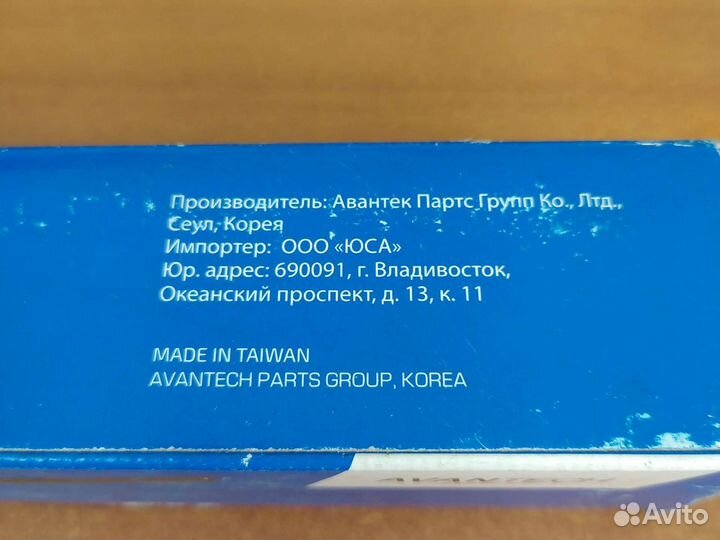 Производитель: Авантек Партс Групп Ко., Лтд.,
Сеул, Корея
Импортер: ООО «ЮСА»
Юр. адрес: 690091, г. Владивосток,
Океанский проспект, д. 13, к. 11
MADE IN TAIWAN
AVANTECH PARTS GROUP, KOREA
AVANTECH
Avito